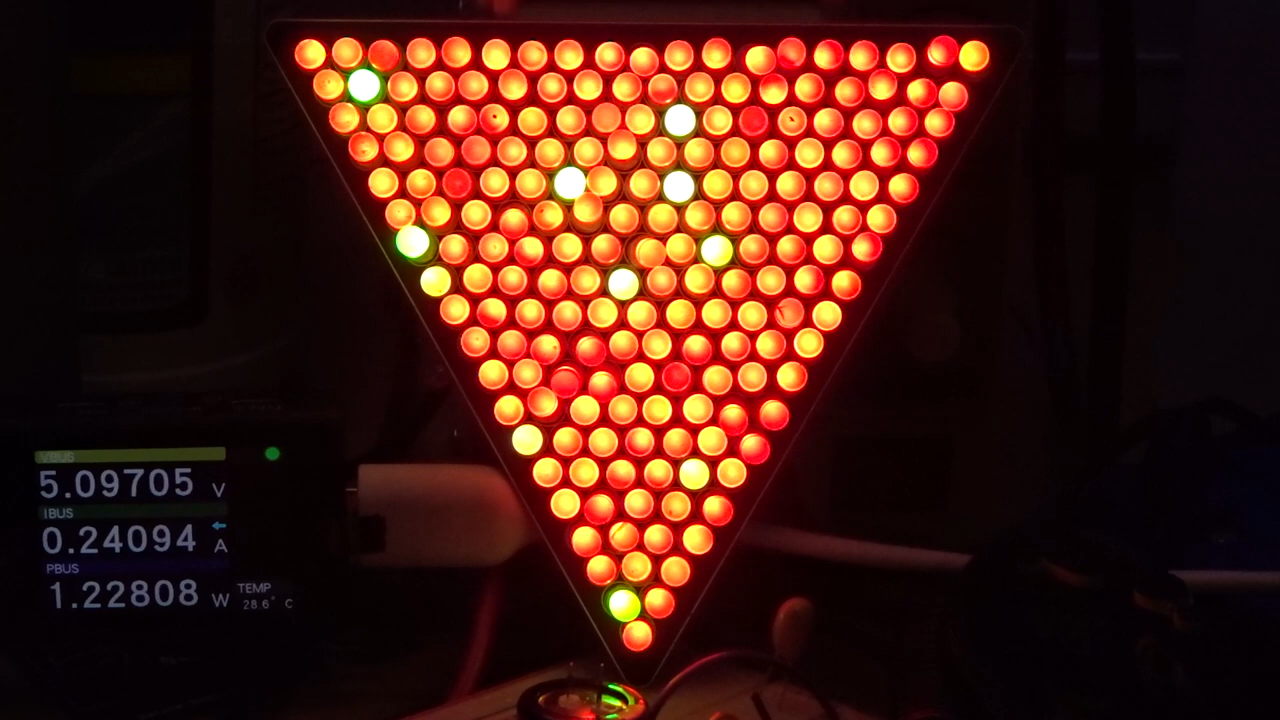 VBUS
5.09705 V
IBUS
0.24094 A
PBUS
1.22808 W
TEMP
28.6° C